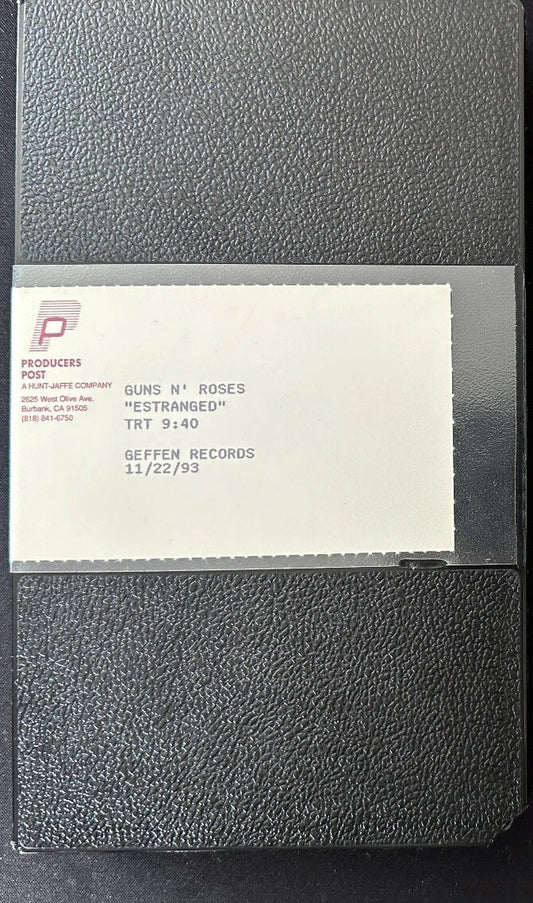 P
PRODUCERS
POST
A HUNT-JAFFE COMPANY
2625 West Olive Ave.
Burbank, CA 91505
(818) 841-6750
GUNS N' ROSES
"ESTRANGED"
TRT 9:40
GEFFEN RECORDS
11/22/93